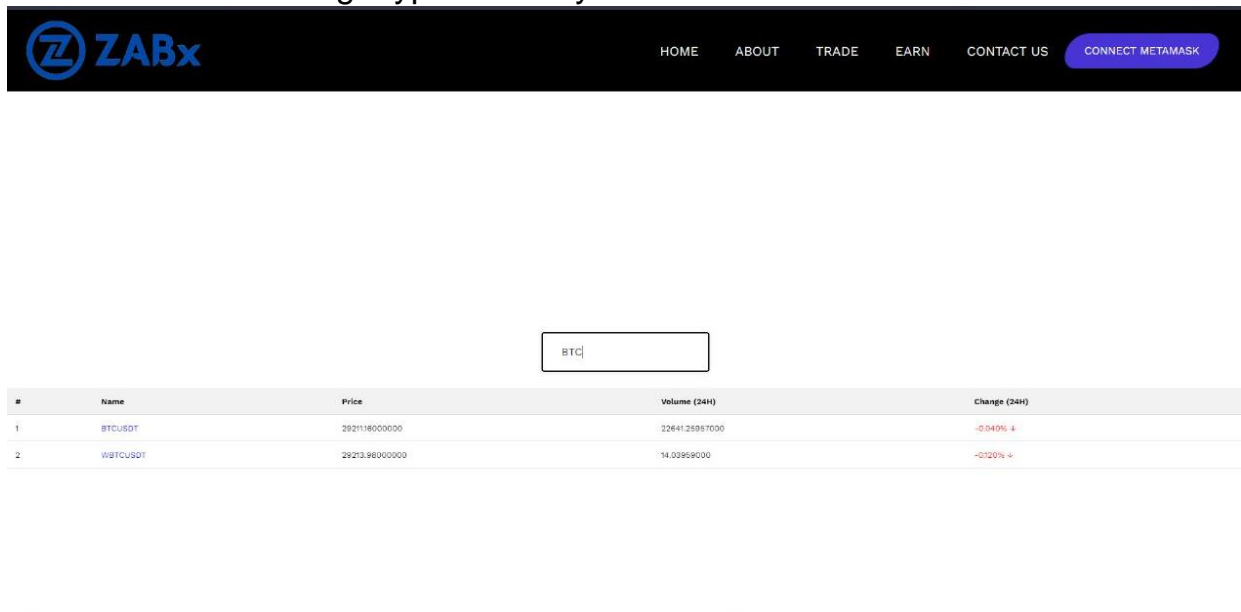 ZABx
HOME ABOUT TRADE EARN CONTACT US CONNECT METAMASK
BTC
# Name Price Volume (24H) Change (24H)
1 BTCUSDT 29211.16000000 22641.25957000 -0.040% ↓
2 WBTCUSDT 29213.98000000 14.03959000 -0.120% ↓